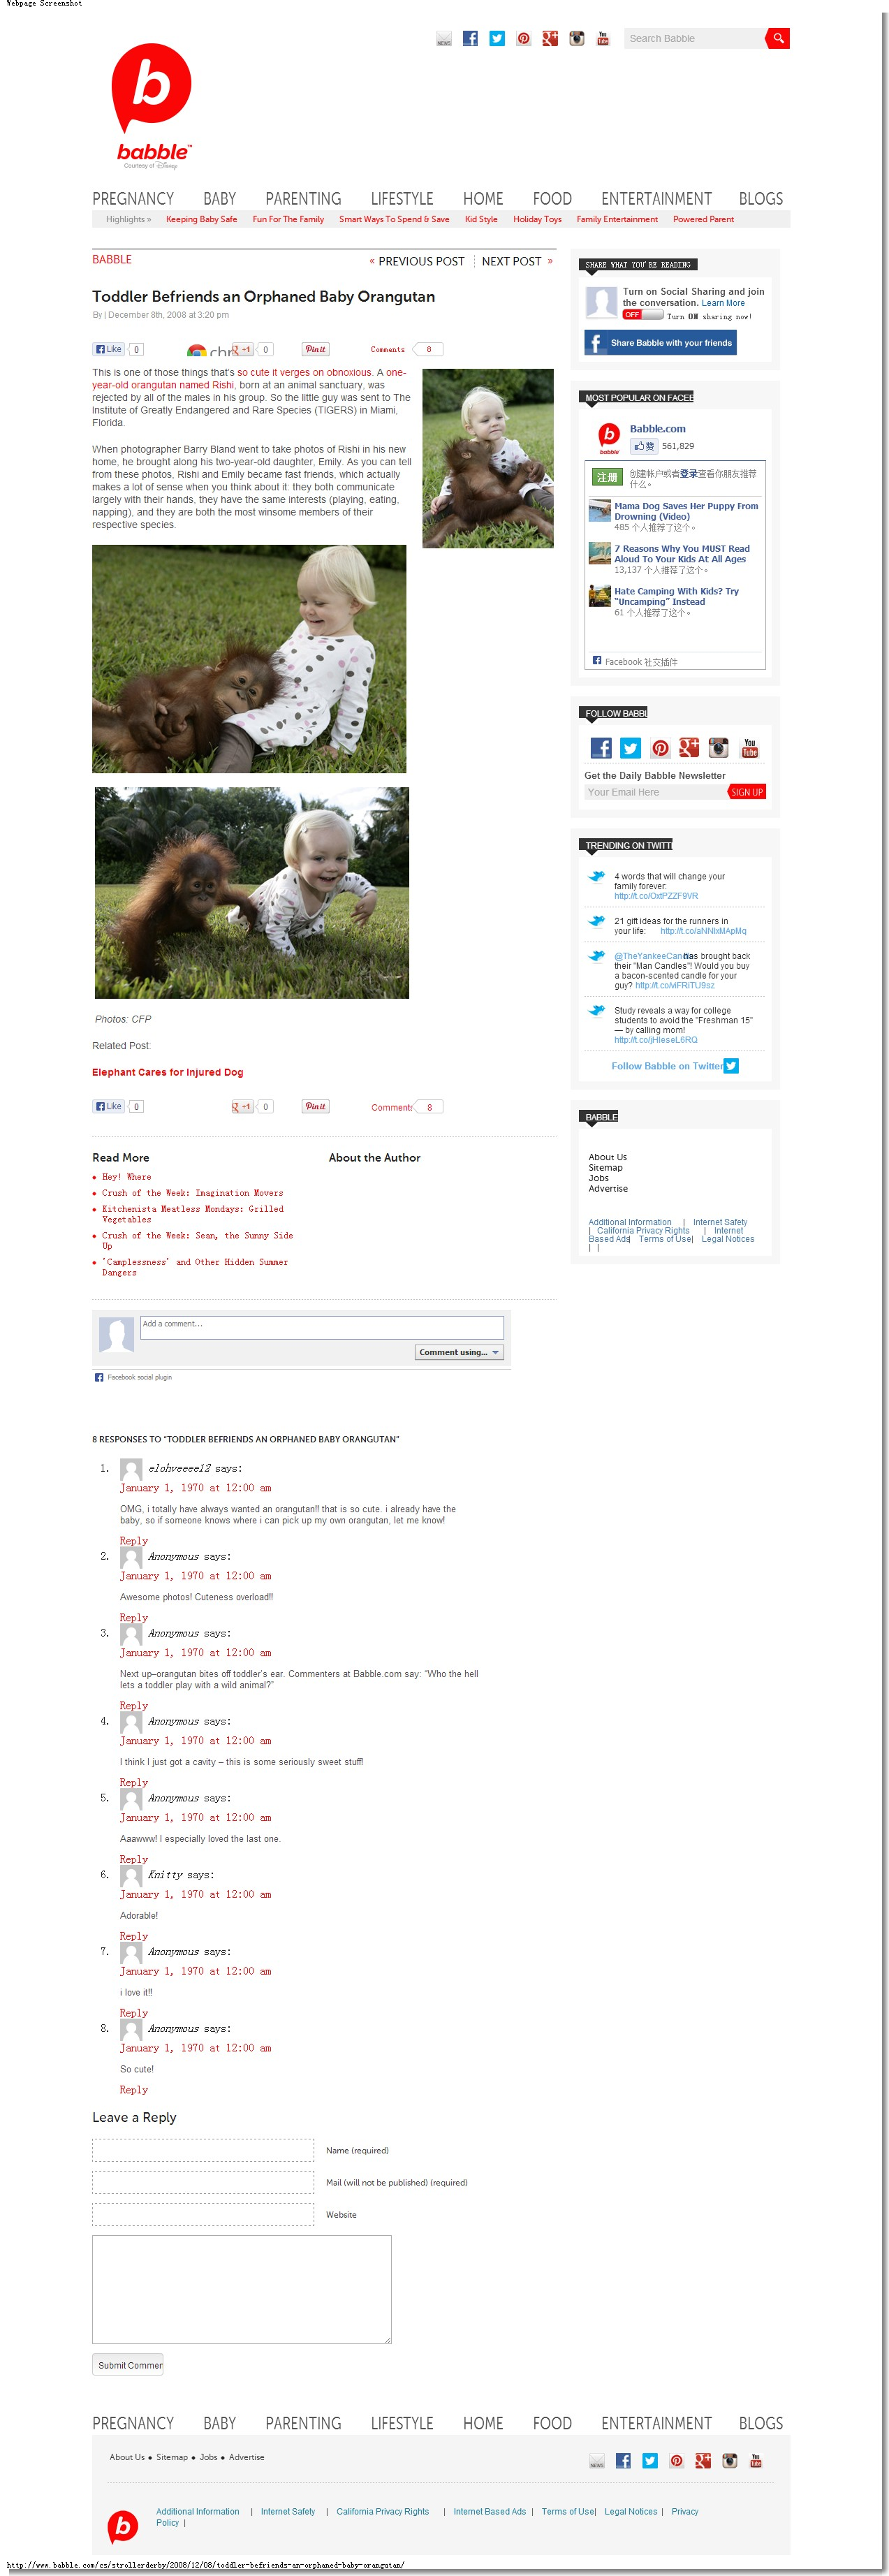 Webpage Screenshot
NEWS
You
Tube
Search Babble
b
babble™
Courtesy of Disney
PREGNANCY BABY PARENTING LIFESTYLE HOME FOOD ENTERTAINMENT BLOGS
Highlights » Keeping Baby Safe Fun For The Family Smart Ways To Spend & Save Kid Style Holiday Toys Family Entertainment Powered Parent
BABBLE
« PREVIOUS POST NEXT POST »
Toddler Befriends an Orphaned Baby Orangutan
By | December 8th, 2008 at 3:20 pm
Like 0 chr +1 0 Pin it Comments 8
This is one of those things that's so cute it verges on obnoxious. A one-
year-old orangutan named Rishi, born at an animal sanctuary, was
rejected by all of the males in his group. So the little guy was sent to The
Institute of Greatly Endangered and Rare Species (TIGERS) in Miami,
Florida.
When photographer Barry Bland went to take photos of Rishi in his new
home, he brought along his two-year-old daughter, Emily. As you can tell
from these photos, Rishi and Emily became fast friends, which actually
makes a lot of sense when you think about it: they both communicate
largely with their hands, they have the same interests (playing, eating,
napping), and they are both the most winsome members of their
respective species.
Photos: CFP
Related Post:
Elephant Cares for Injured Dog
Like 0 +1 0 Pin it Comments 8
Read More
Hey! Where
Crush of the Week: Imagination Movers
Kitchenista Meatless Mondays: Grilled
Vegetables
Crush of the Week: Sean, the Sunny Side
Up
'Camplessness' and Other Hidden Summer
Dangers
About the Author
Add a comment...
Comment using...
Facebook social plugin
SHARE WHAT YOU'RE READING
Turn on Social Sharing and join
the conversation. Learn More
OFF Turn ON sharing now!
Share Babble with your friends
MOST POPULAR ON FACEB
babble
Babble.com
赞 561,829
注册 创建帐户或者登录查看你朋友推荐
什么。
Mama Dog Saves Her Puppy From
Drowning (Video)
485 个人推荐了这个。
7 Reasons Why You MUST Read
Aloud To Your Kids At All Ages
13,137 个人推荐了这个。
Hate Camping With Kids? Try
"Uncamping" Instead
61 个人推荐了这个。
Facebook 社交插件
FOLLOW BABBL
You
Tube
Get the Daily Babble Newsletter
Your Email Here SIGN UP
TRENDING ON TWITT
4 words that will change your
family forever:
http://t.co/OxtPZZF9VR
21 gift ideas for the runners in
your life: http://t.co/aNNIxMApMq
@TheYankeeCandle has brought back
their "Man Candles"! Would you buy
a bacon-scented candle for your
guy? http://t.co/viFRiTU9sz
Study reveals a way for college
students to avoid the "Freshman 15"
— by calling mom!
http://t.co/jHIeseL6RQ
Follow Babble on Twitter
BABBLE
About Us
Sitemap
Jobs
Advertise
Additional Information | Internet Safety
| California Privacy Rights | Internet
Based Ads| Terms of Use| Legal Notices
| |
8 RESPONSES TO "TODDLER BEFRIENDS AN ORPHANED BABY ORANGUTAN"
1. elohveeee12 says:
January 1, 1970 at 12:00 am
OMG, i totally have always wanted an orangutan!! that is so cute. i already have the
baby, so if someone knows where i can pick up my own orangutan, let me know!
Reply
2. Anonymous says:
January 1, 1970 at 12:00 am
Awesome photos! Cuteness overload!!
Reply
3. Anonymous says:
January 1, 1970 at 12:00 am
Next up–orangutan bites off toddler's ear. Commenters at Babble.com say: "Who the hell
lets a toddler play with a wild animal?"
Reply
4. Anonymous says:
January 1, 1970 at 12:00 am
I think I just got a cavity – this is some seriously sweet stuff!
Reply
5. Anonymous says:
January 1, 1970 at 12:00 am
Aaawww! I especially loved the last one.
Reply
6. Knitty says:
January 1, 1970 at 12:00 am
Adorable!
Reply
7. Anonymous says:
January 1, 1970 at 12:00 am
i love it!!
Reply
8. Anonymous says:
January 1, 1970 at 12:00 am
So cute!
Reply
Leave a Reply
Name (required)
Mail (will not be published) (required)
Website
Submit Commen
PREGNANCY BABY PARENTING LIFESTYLE HOME FOOD ENTERTAINMENT BLOGS
About Us • Sitemap • Jobs • Advertise
NEWS
You
Tube
b
Additional Information | Internet Safety | California Privacy Rights | Internet Based Ads | Terms of Use| Legal Notices | Privacy
Policy |
http://www.babble.com/cs/strollerderby/2008/12/08/toddler-befriends-an-orphaned-baby-orangutan/